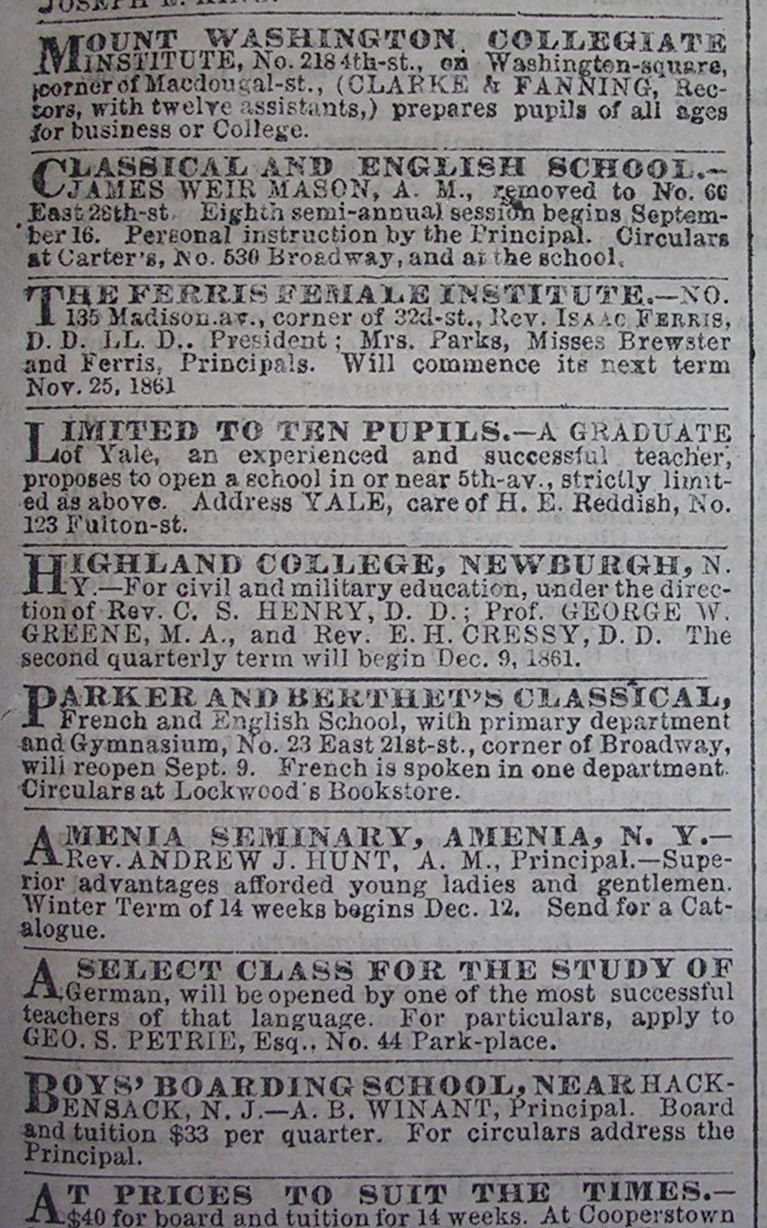 JOSEPH E. KING
MOUNT WASHINGTON COLLEGIATE
INSTITUTE, No. 218 4th-st., on Washington-square,
corner of Macdougal-st., (CLARKE & FANNING, Rec-
tors, with twelve assistants,) prepares pupils of all ages
for business or College.
CLASSICAL AND ENGLISH SCHOOL.—
JAMES WEIR MASON, A. M., removed to No. 66
East 28th-st. Eighth semi-annual session begins Septem-
ber 16. Personal instruction by the Principal. Circulars
at Carter's, No. 530 Broadway, and at the school.
THE FERRIS FEMALE INSTITUTE.—NO.
135 Madison.av., corner of 32d-st., Rev. ISAAC FERRIS,
D. D. LL. D.. President; Mrs. Parks, Misses Brewster
and Ferris, Principals. Will commence its next term
Nov. 25, 1861
LIMITED TO TEN PUPILS.—A GRADUATE
of Yale, an experienced and successful teacher,
proposes to open a school in or near 5th-av., strictly limit-
ed as above. Address YALE, care of H. E. Reddish, No.
123 Fulton-st.
HIGHLAND COLLEGE, NEWBURGH, N.
Y.—For civil and military education, under the direc-
tion of Rev. C. S. HENRY, D. D.; Prof. GEORGE W.
GREENE, M. A., and Rev. E. H. CRESSY, D. D. The
second quarterly term will begin Dec. 9, 1861.
PARKER AND BERTHET'S CLASSICAL,
French and English School, with primary department
and Gymnasium, No. 23 East 21st-st., corner of Broadway,
will reopen Sept. 9. French is spoken in one department.
Circulars at Lockwood's Bookstore.
AMENIA SEMINARY, AMENIA, N. Y.—
Rev. ANDREW J. HUNT, A. M., Principal.—Supe-
rior advantages afforded young ladies and gentlemen.
Winter Term of 14 weeks begins Dec. 12. Send for a Cat-
alogue.
A SELECT CLASS FOR THE STUDY OF
German, will be opened by one of the most successful
teachers of that language. For particulars, apply to
GEO. S. PETRIE, Esq., No. 44 Park-place.
BOYS' BOARDING SCHOOL, NEAR HACK-
ENSACK, N. J.—A. B. WINANT, Principal. Board
and tuition $33 per quarter. For circulars address the
Principal.
AT PRICES TO SUIT THE TIMES.—
$40 for board and tuition for 14 weeks. At Cooperstown